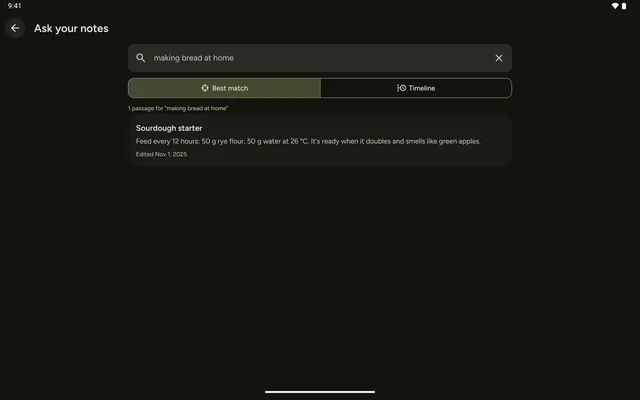 9:41
Ask your notes
making bread at home
Best match
Timeline
1 passage for "making bread at home"
Sourdough starter
Feed every 12 hours: 50 g rye flour, 50 g water at 26 °C. It's ready when it doubles and smells like green apples.
Edited Nov 1, 2025